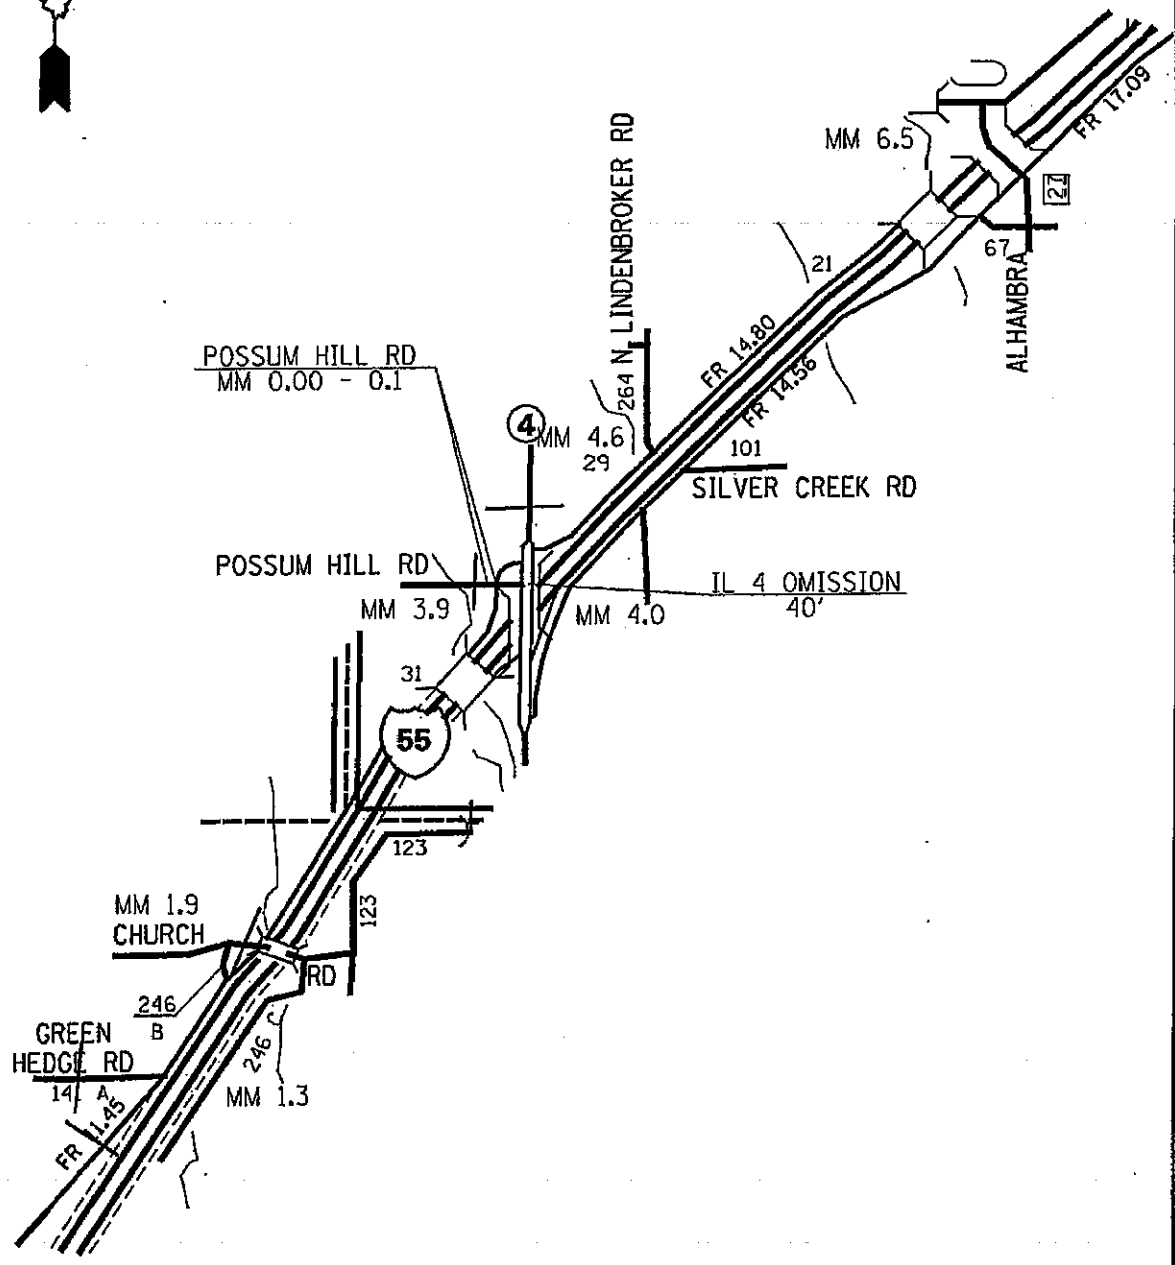 FR 17.09
MM 6.5
27
67
ALHAMBRA
N LINDENBROKER RD
264
21
FR 14.80
FR 14.56
POSSUM HILL RD
MM 0.00 - 0.1
4
MM 4.6
29
101
SILVER CREEK RD
POSSUM HILL RD
IL 4 OMISSION
40'
MM 3.9
MM 4.0
31
55
123
123
MM 1.9
CHURCH
RD
246
B
GREEN
HEDGE RD
141 A
246 C
MM 1.3
FR 11.45